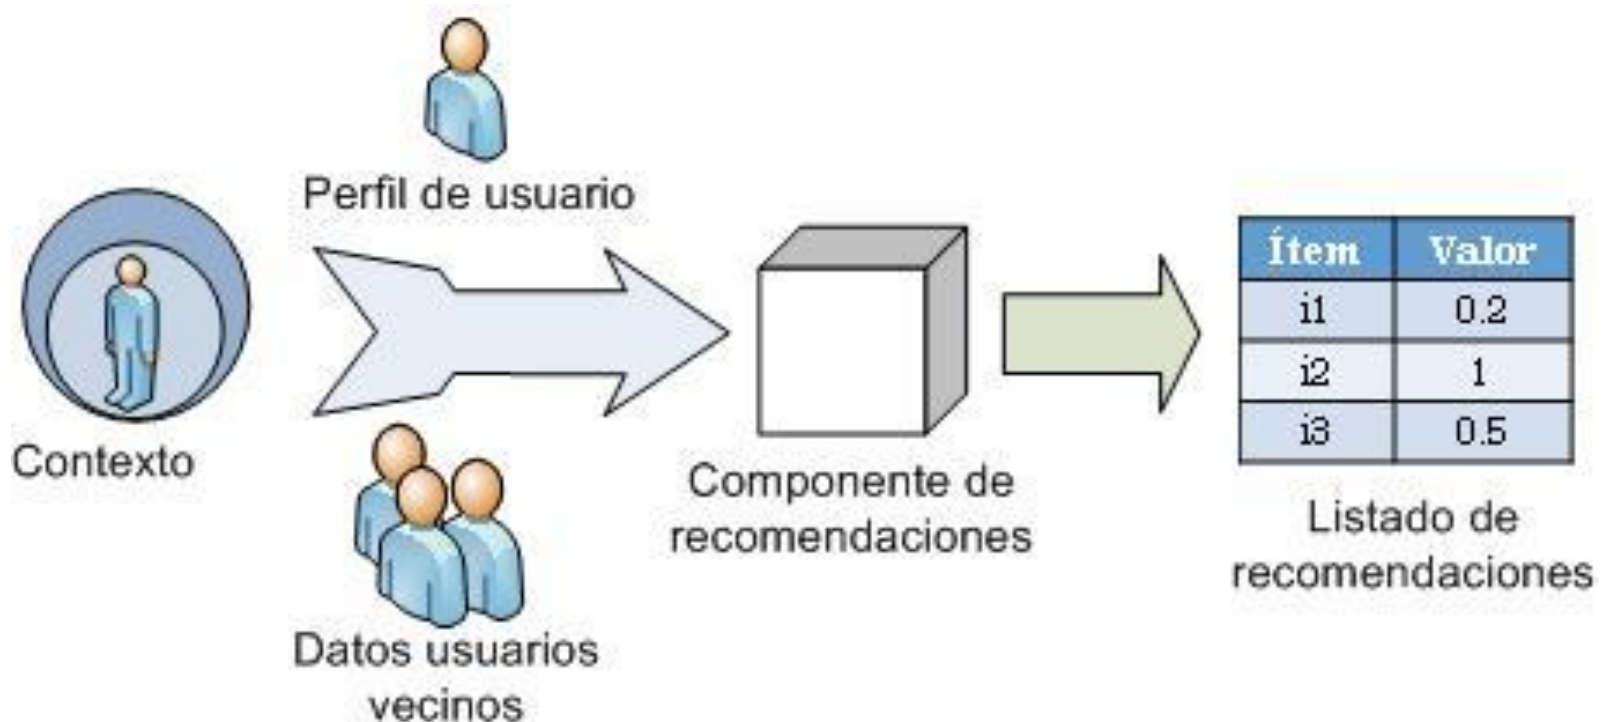 Perfil de usuario
Contexto
Datos usuarios
vecinos
Componente de
recomendaciones
Ítem Valor
i1 0.2
i2 1
i3 0.5
Listado de
recomendaciones